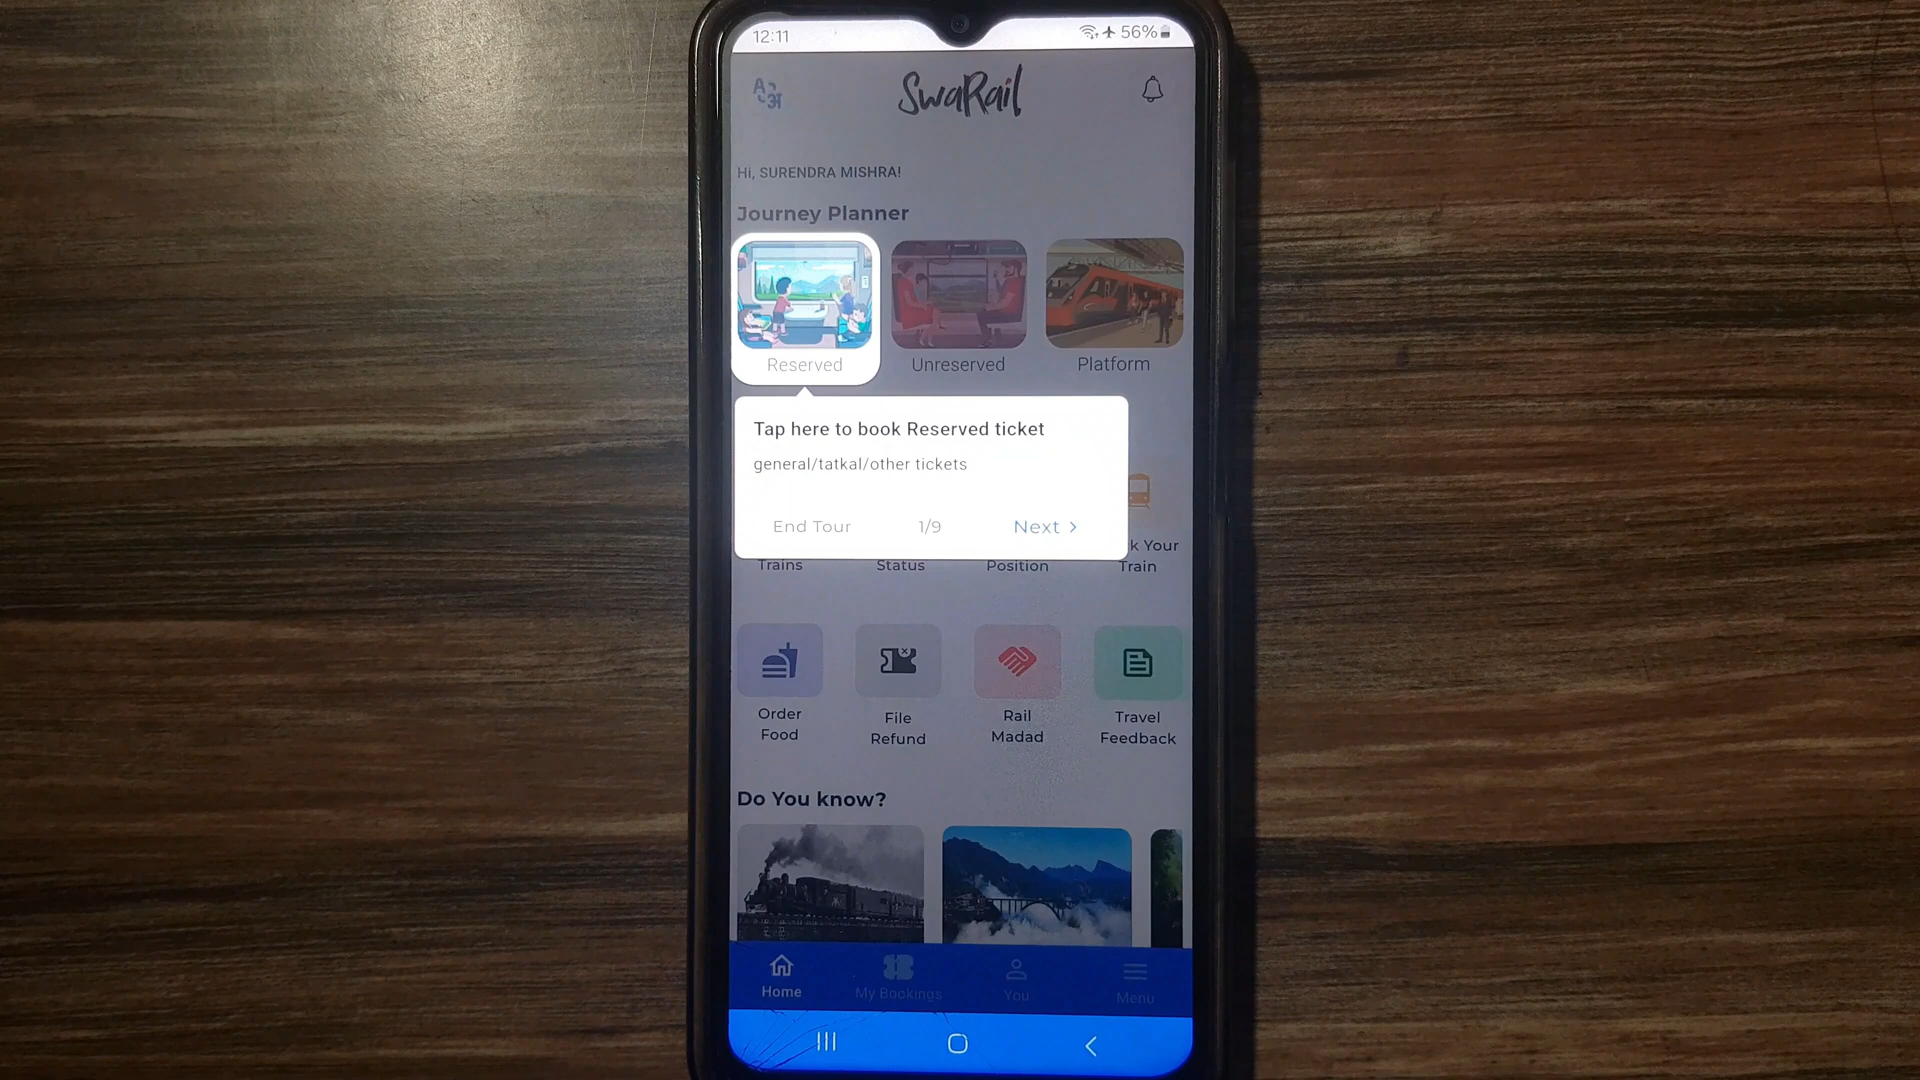 12:11
56%
A अ
SwaRail
Hi, SURENDRA MISHRA!
Journey Planner
Reserved
Unreserved
Platform
Tap here to book Reserved ticket
general/tatkal/other tickets
End Tour
1/9
Next >
k Your
Trains
Status
Position
Train
Order
Food
File
Refund
Rail
Madad
Travel
Feedback
Do You know?
Home
My Bookings
You
Menu